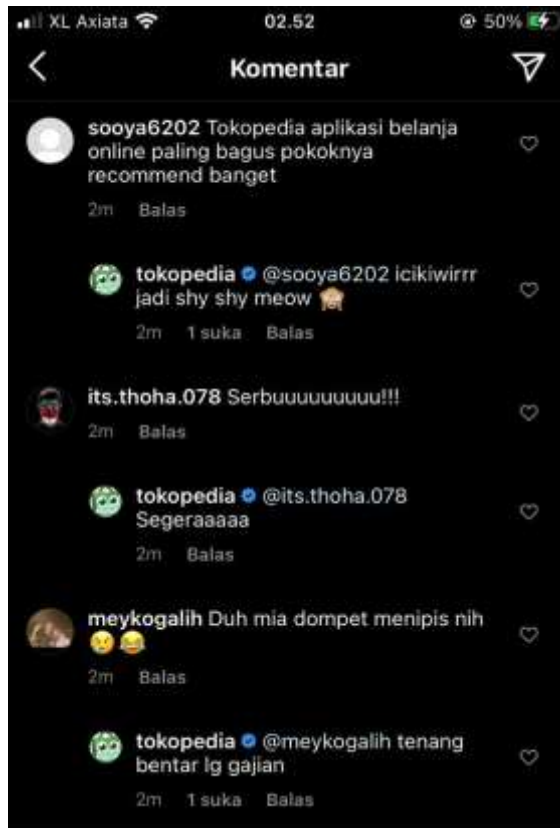 XL Axiata 02.52 50%
Komentar
sooya6202 Tokopedia aplikasi belanja
online paling bagus pokoknya
recommend banget
2m Balas
tokopedia @sooya6202 icikiwirrr
jadi shy shy meow 🙈
2m 1 suka Balas
its.thoha.078 Serbuuuuuuuuu!!!
2m Balas
tokopedia @its.thoha.078
Segeraaaaa
2m Balas
meykogalih Duh mia dompet menipis nih
😢😂
2m Balas
tokopedia @meykogalih tenang
bentar lg gajian
2m 1 suka Balas